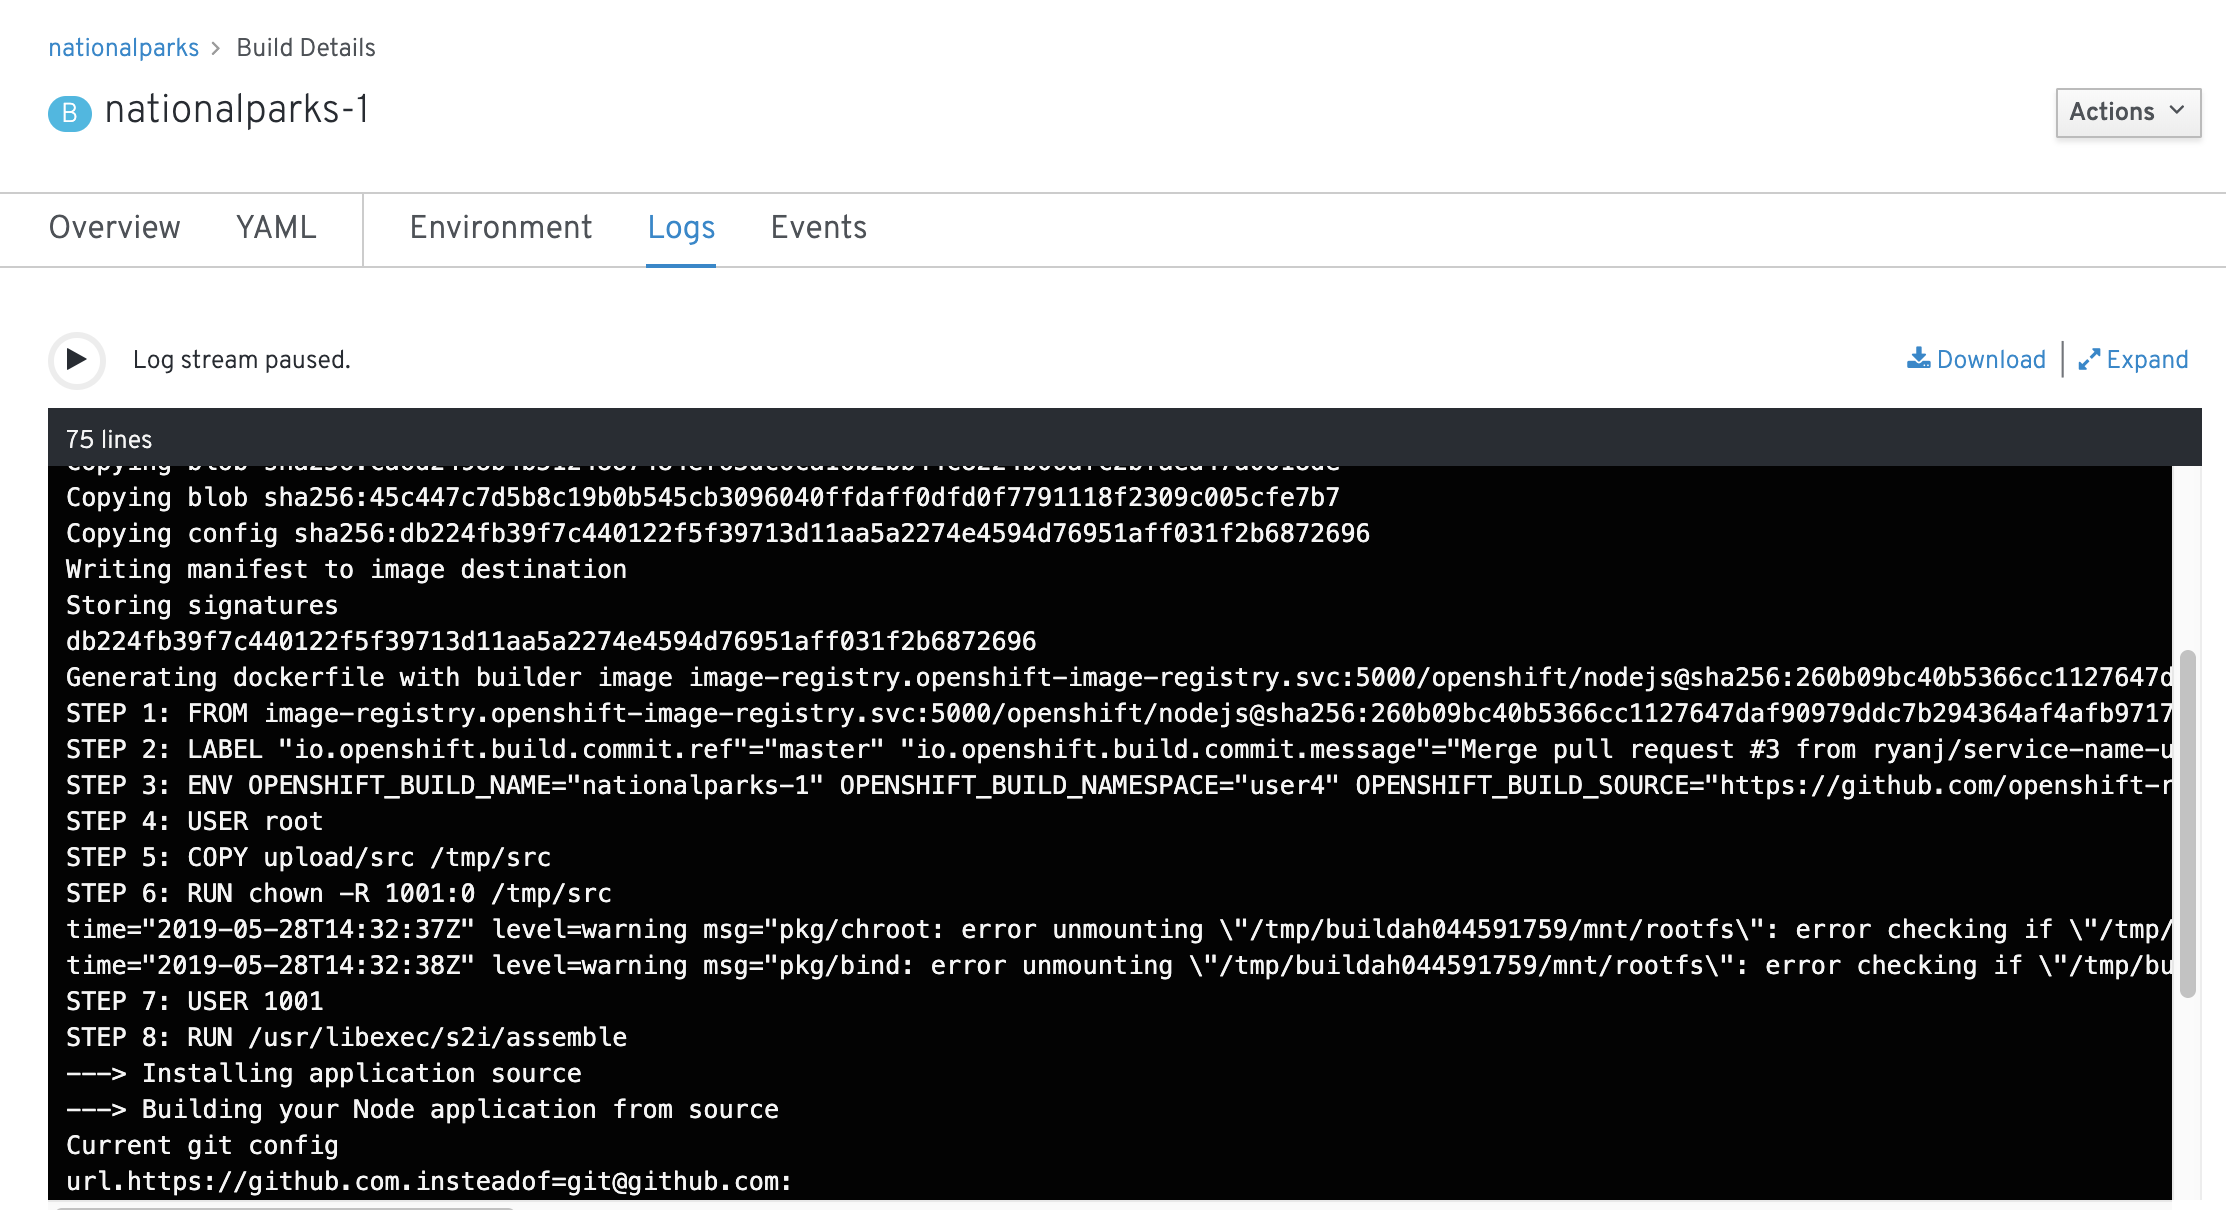 nationalparks > Build Details
B nationalparks-1
Actions
Overview YAML Environment Logs Events
Log stream paused.
Download Expand
75 lines
Copying blob
Copying blob sha256:45c447c7d5b8c19b0b545cb3096040ffdaff0dfd0f7791118f2309c005cfe7b7
Copying config sha256:db224fb39f7c440122f5f39713d11aa5a2274e4594d76951aff031f2b6872696
Writing manifest to image destination
Storing signatures
db224fb39f7c440122f5f39713d11aa5a2274e4594d76951aff031f2b6872696
Generating dockerfile with builder image image-registry.openshift-image-registry.svc:5000/openshift/nodejs@sha256:260b09bc40b5366cc1127647d
STEP 1: FROM image-registry.openshift-image-registry.svc:5000/openshift/nodejs@sha256:260b09bc40b5366cc1127647daf90979ddc7b294364af4afb9717
STEP 2: LABEL "io.openshift.build.commit.ref"="master" "io.openshift.build.commit.message"="Merge pull request #3 from ryanj/service-name-u
STEP 3: ENV OPENSHIFT_BUILD_NAME="nationalparks-1" OPENSHIFT_BUILD_NAMESPACE="user4" OPENSHIFT_BUILD_SOURCE="https://github.com/openshift-r
STEP 4: USER root
STEP 5: COPY upload/src /tmp/src
STEP 6: RUN chown -R 1001:0 /tmp/src
time="2019-05-28T14:32:37Z" level=warning msg="pkg/chroot: error unmounting \"/tmp/buildah044591759/mnt/rootfs\": error checking if \"/tmp/
time="2019-05-28T14:32:38Z" level=warning msg="pkg/bind: error unmounting \"/tmp/buildah044591759/mnt/rootfs\": error checking if \"/tmp/bu
STEP 7: USER 1001
STEP 8: RUN /usr/libexec/s2i/assemble
---> Installing application source
---> Building your Node application from source
Current git config
url.https://github.com.insteadof=git@github.com: